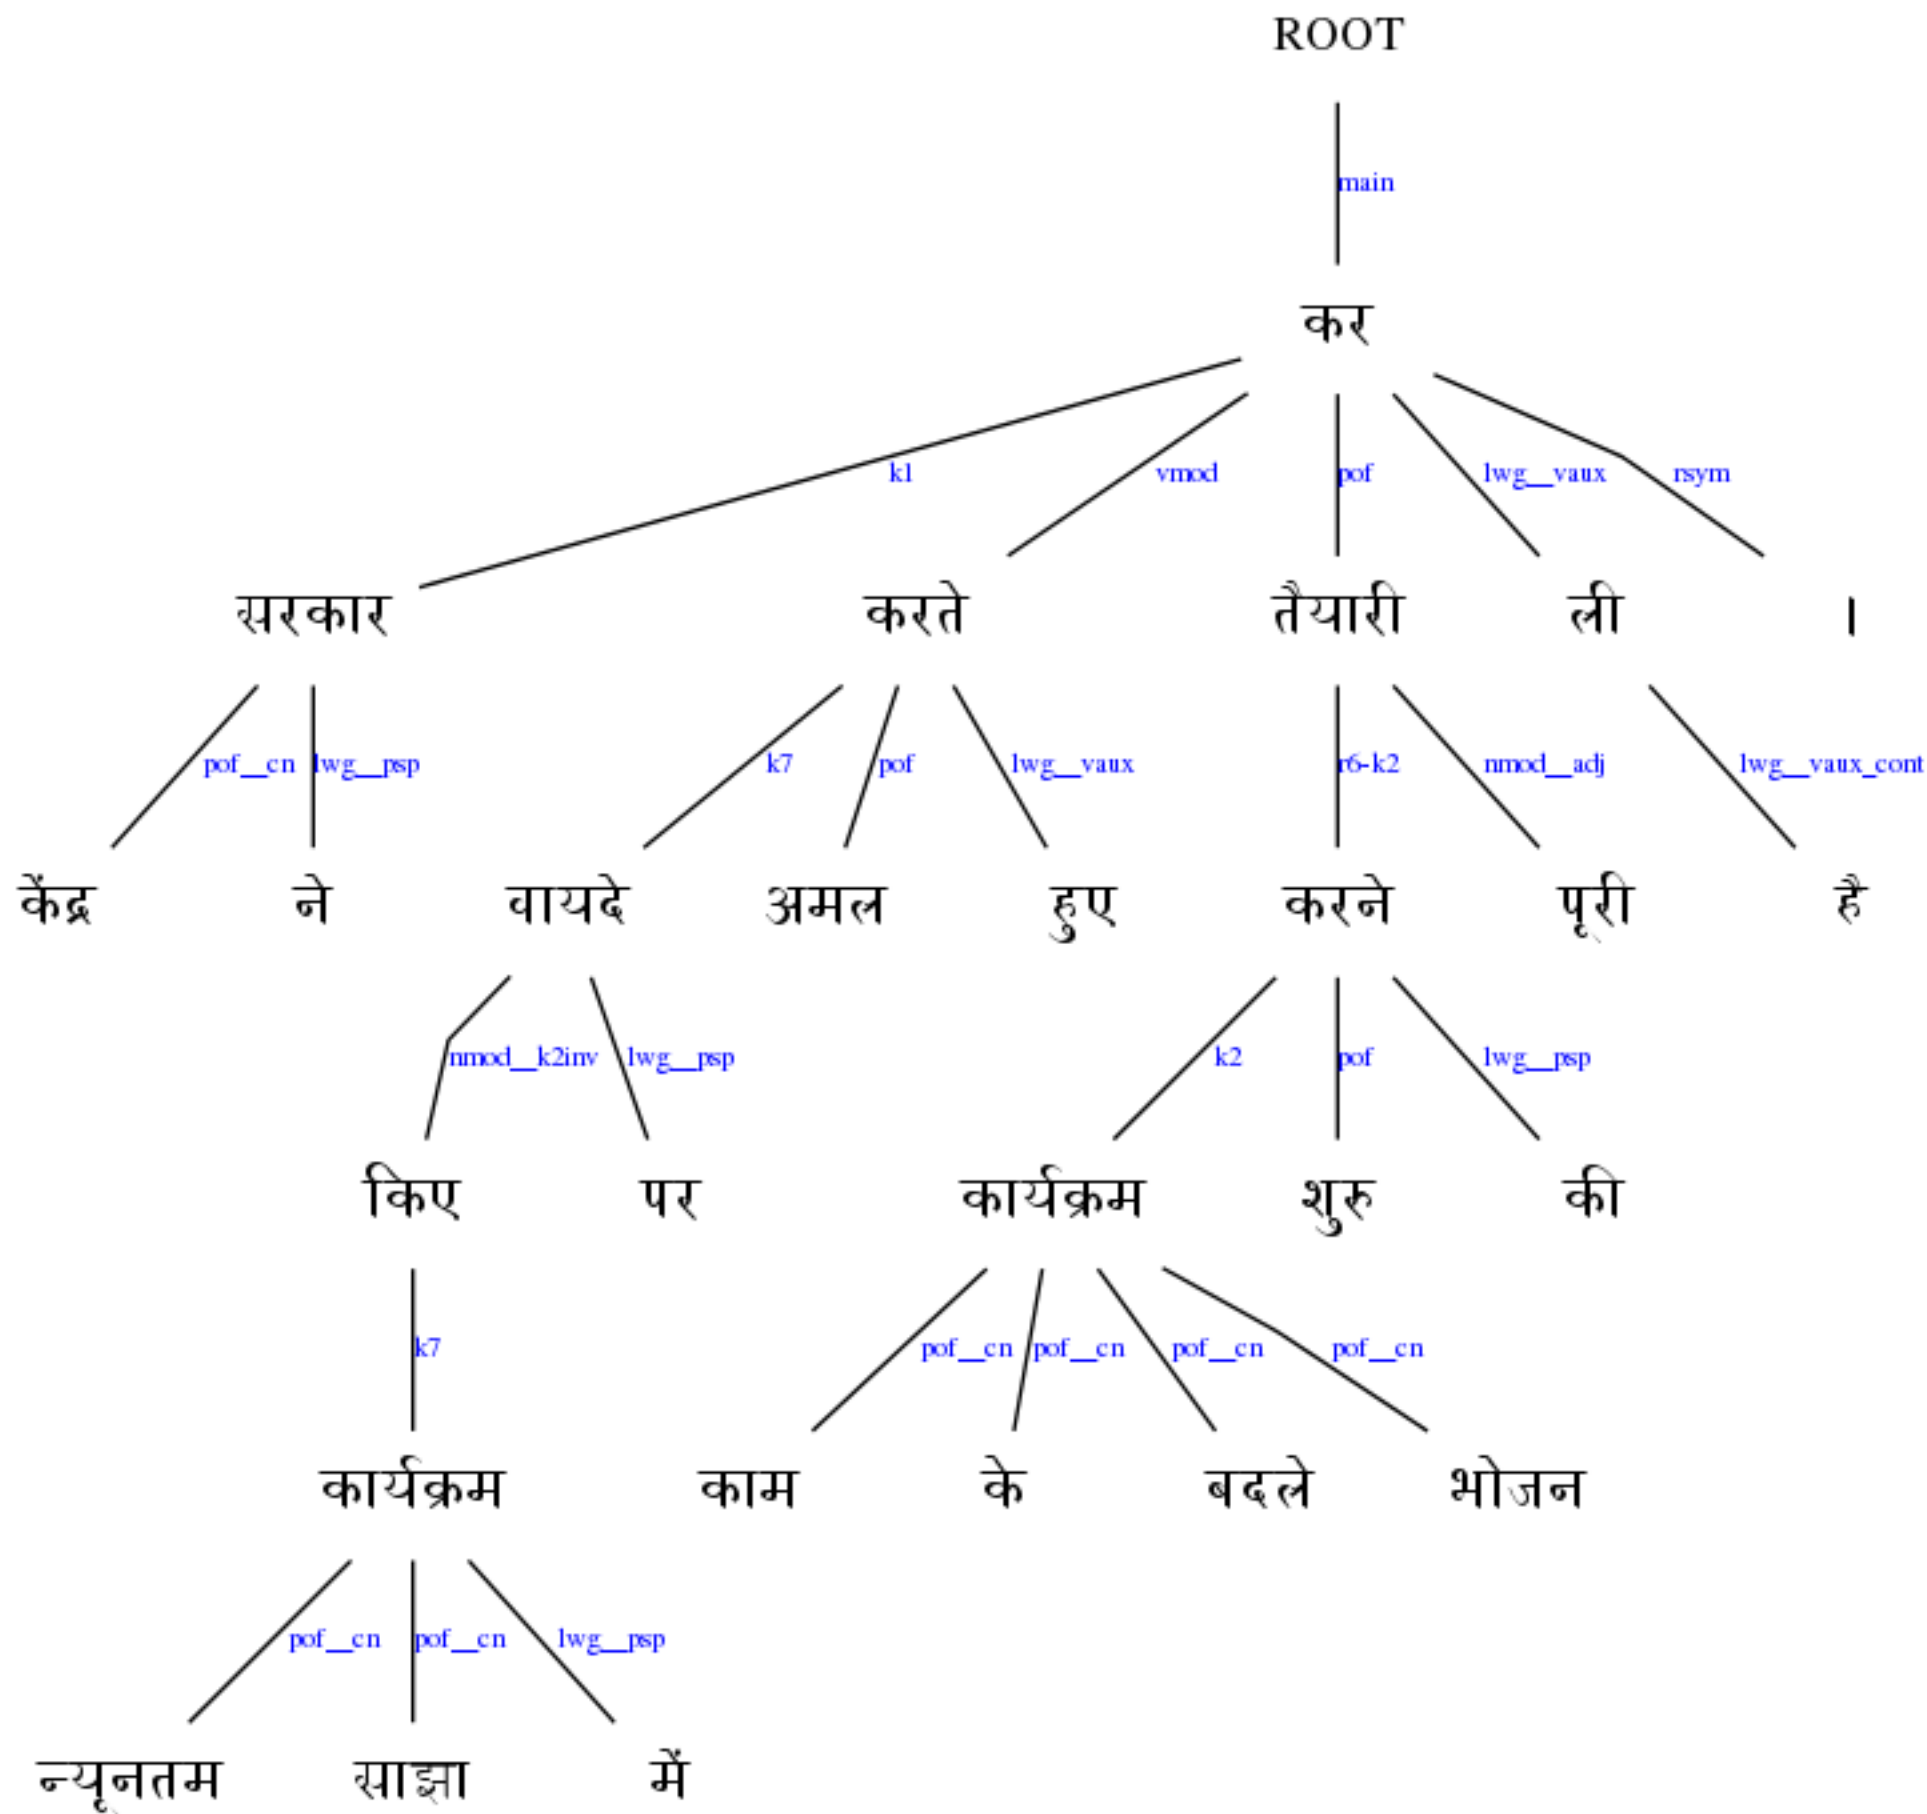 ROOT
main
कर
k1 vmod pof lwg__vaux rsym
सरकार करते तैयारी ली ।
pof__cn lwg__psp k7 pof lwg__vaux r6-k2 nmod__adj lwg__vaux_cont
केंद्र ने वायदे अमल हुए करने पूरी है
nmod__k2inv lwg__psp k2 pof lwg__psp
किए पर कार्यक्रम शुरु की
k7 pof__cn pof__cn pof__cn pof__cn
कार्यक्रम काम के बदले भोजन
pof__cn pof__cn lwg__psp
न्यूनतम साझा में